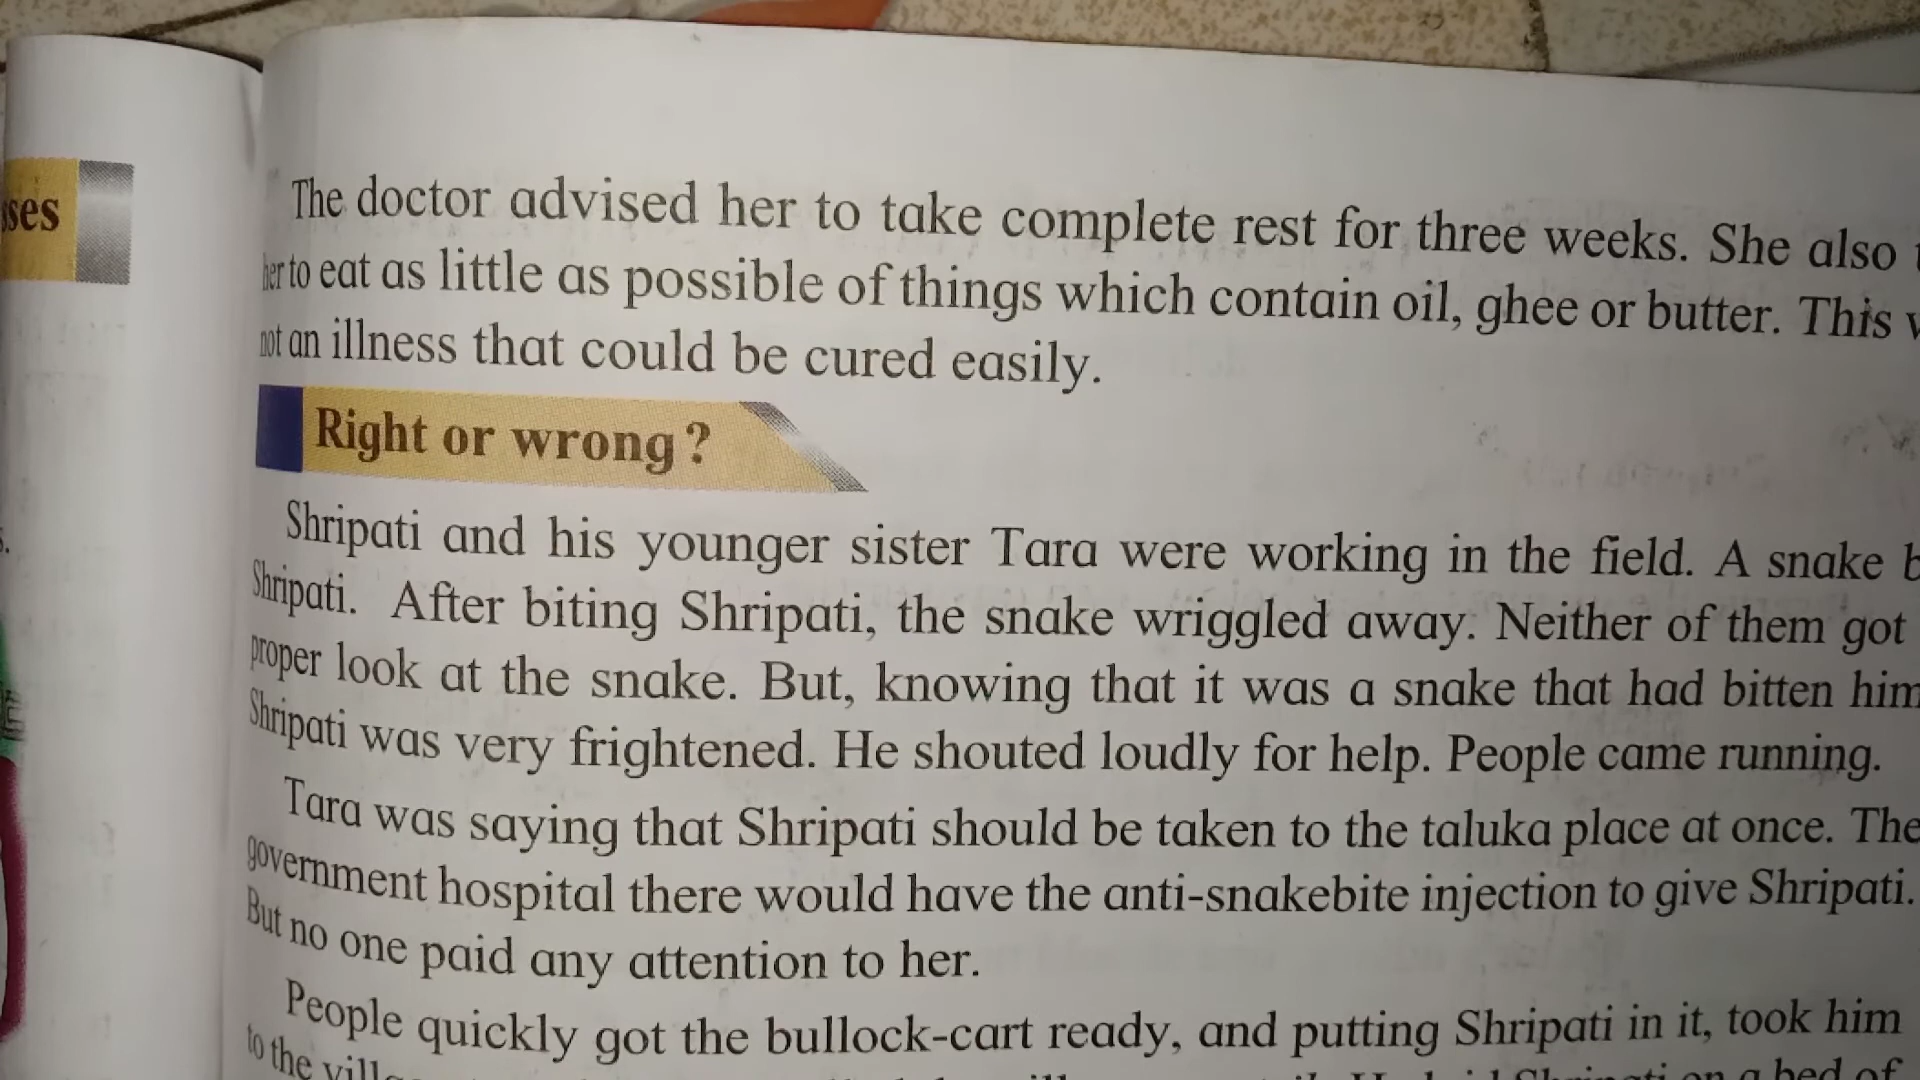 ses
The doctor advised her to take complete rest for three weeks. She also
her to eat as little as possible of things which contain oil, ghee or butter. This
not an illness that could be cured easily.
Right or wrong?
Shripati and his younger sister Tara were working in the field. A snake
Shripati. After biting Shripati, the snake wriggled away. Neither of them got
proper look at the snake. But, knowing that it was a snake that had bitten him
Shripati was very frightened. He shouted loudly for help. People came running.
Tara was saying that Shripati should be taken to the taluka place at once. The
government hospital there would have the anti-snakebite injection to give Shripati.
But no one paid any attention to her.
People quickly got the bullock-cart ready, and putting Shripati in it, took him
to the
on a bed of